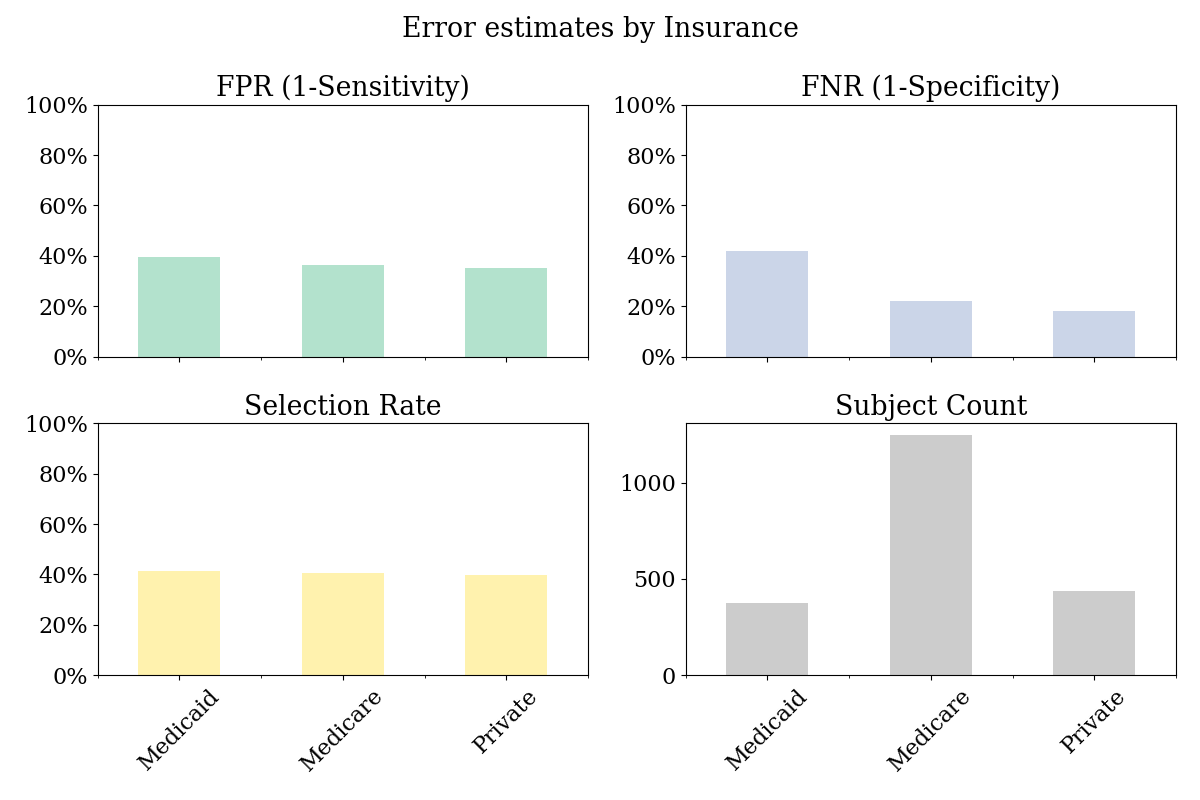 Error estimates by Insurance
FPR (1-Sensitivity)
100%
80%
60%
40%
20%
0%
FNR (1-Specificity)
100%
80%
60%
40%
20%
0%
Selection Rate
100%
80%
60%
40%
20%
0%
Medicaid
Medicare
Private
Subject Count
1000
500
0
Medicaid
Medicare
Private